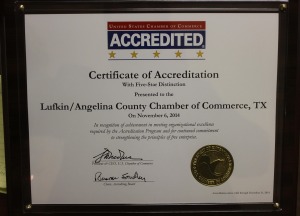 UNITED STATES CHAMBER OF COMMERCE
ACCREDITED
Certificate of Accreditation
With Five-Star Distinction
Presented to the
Lufkin/Angelina County Chamber of Commerce, TX
On November 6, 2014
In recognition of achievement in meeting organizational excellence
required by the Accreditation Program and for continued commitment
to strengthening the principles of free enterprise.